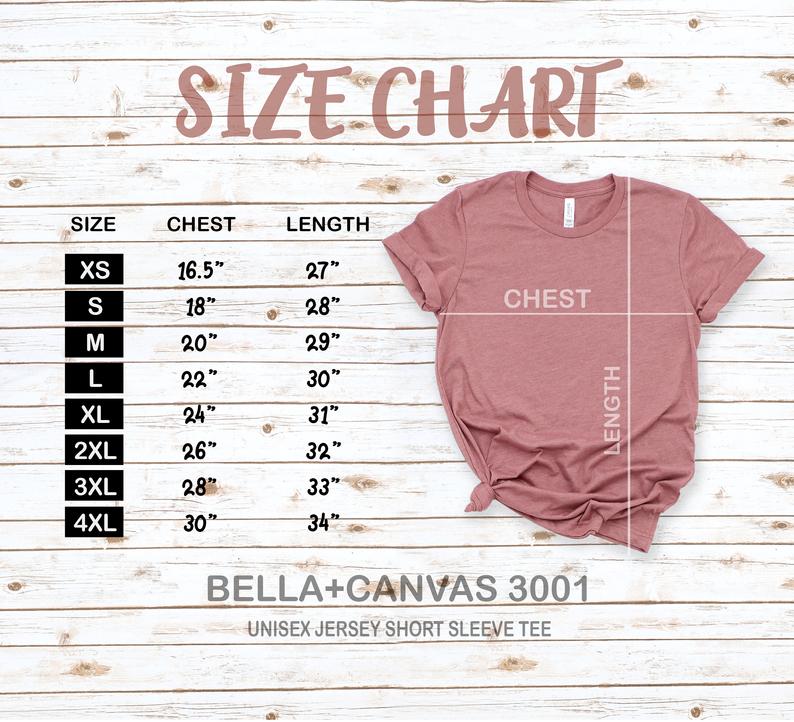 SIZE CHART
SIZE CHEST LENGTH
XS 16.5” 27”
S 18” 28”
M 20” 29”
L 22” 30”
XL 24” 31”
2XL 26” 32”
3XL 28” 33”
4XL 30” 34”
CHEST
LENGTH
BELLA+CANVAS 3001
UNISEX JERSEY SHORT SLEEVE TEE